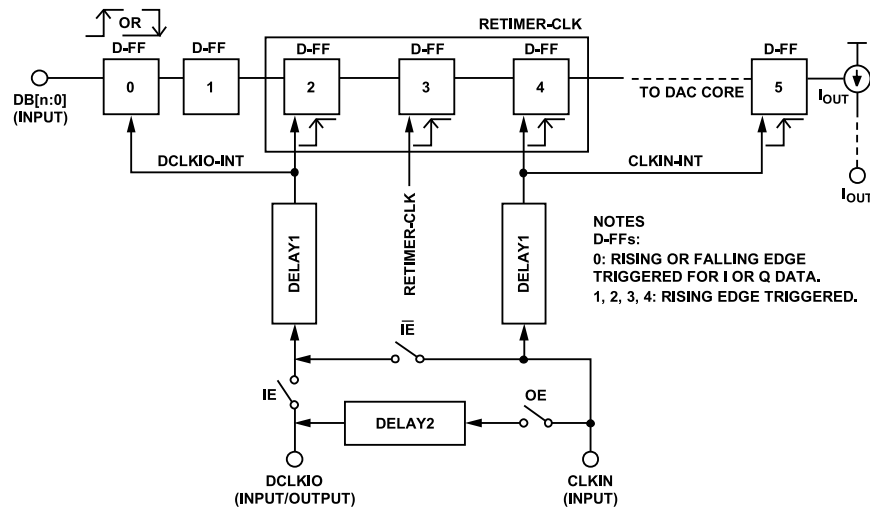 RETIMER-CLK
OR
D-FF
D-FF
D-FF
D-FF
D-FF
D-FF
0
1
2
3
4
5
DB[n:0]
(INPUT)
TO DAC CORE
IOUT
IOUT
DCLKIO-INT
CLKIN-INT
RETIMER-CLK
DELAY1
DELAY1
NOTES
D-FFs:
0: RISING OR FALLING EDGE
TRIGGERED FOR I OR Q DATA.
1, 2, 3, 4: RISING EDGE TRIGGERED.
IE
IE
OE
DELAY2
DCLKIO
(INPUT/OUTPUT)
CLKIN
(INPUT)